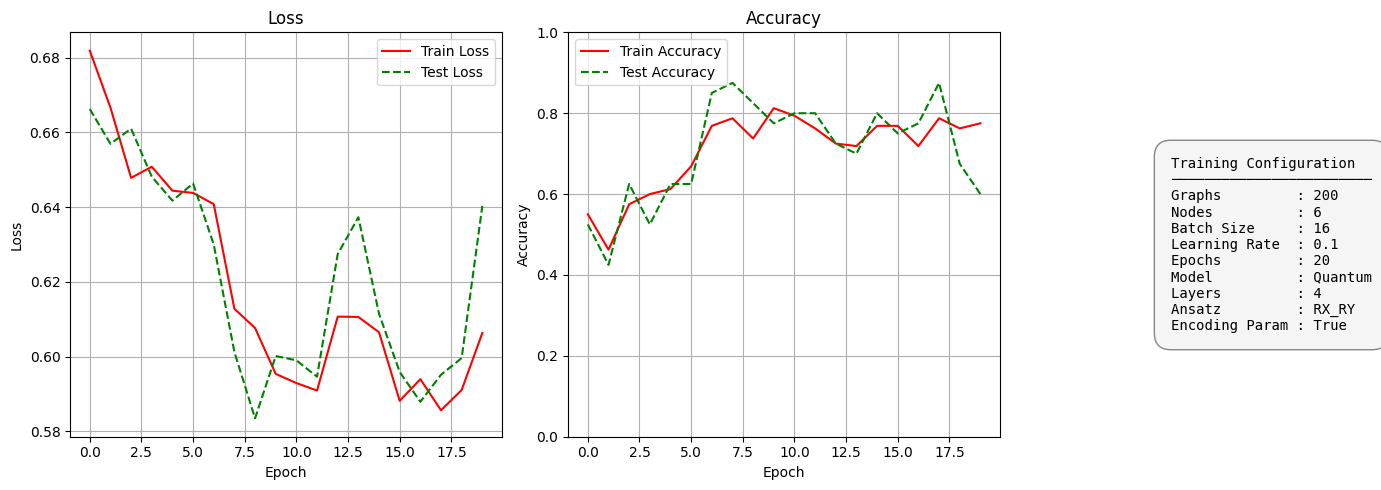 Loss
Train Loss
Test Loss
0.68
0.66
0.64
0.62
0.60
0.58
Loss
0.0 2.5 5.0 7.5 10.0 12.5 15.0 17.5
Epoch
Accuracy
Train Accuracy
Test Accuracy
1.0
0.8
0.6
0.4
0.2
0.0
Accuracy
0.0 2.5 5.0 7.5 10.0 12.5 15.0 17.5
Epoch
Training Configuration
Graphs : 200
Nodes : 6
Batch Size : 16
Learning Rate : 0.1
Epochs : 20
Model : Quantum
Layers : 4
Ansatz : RX_RY
Encoding Param : True